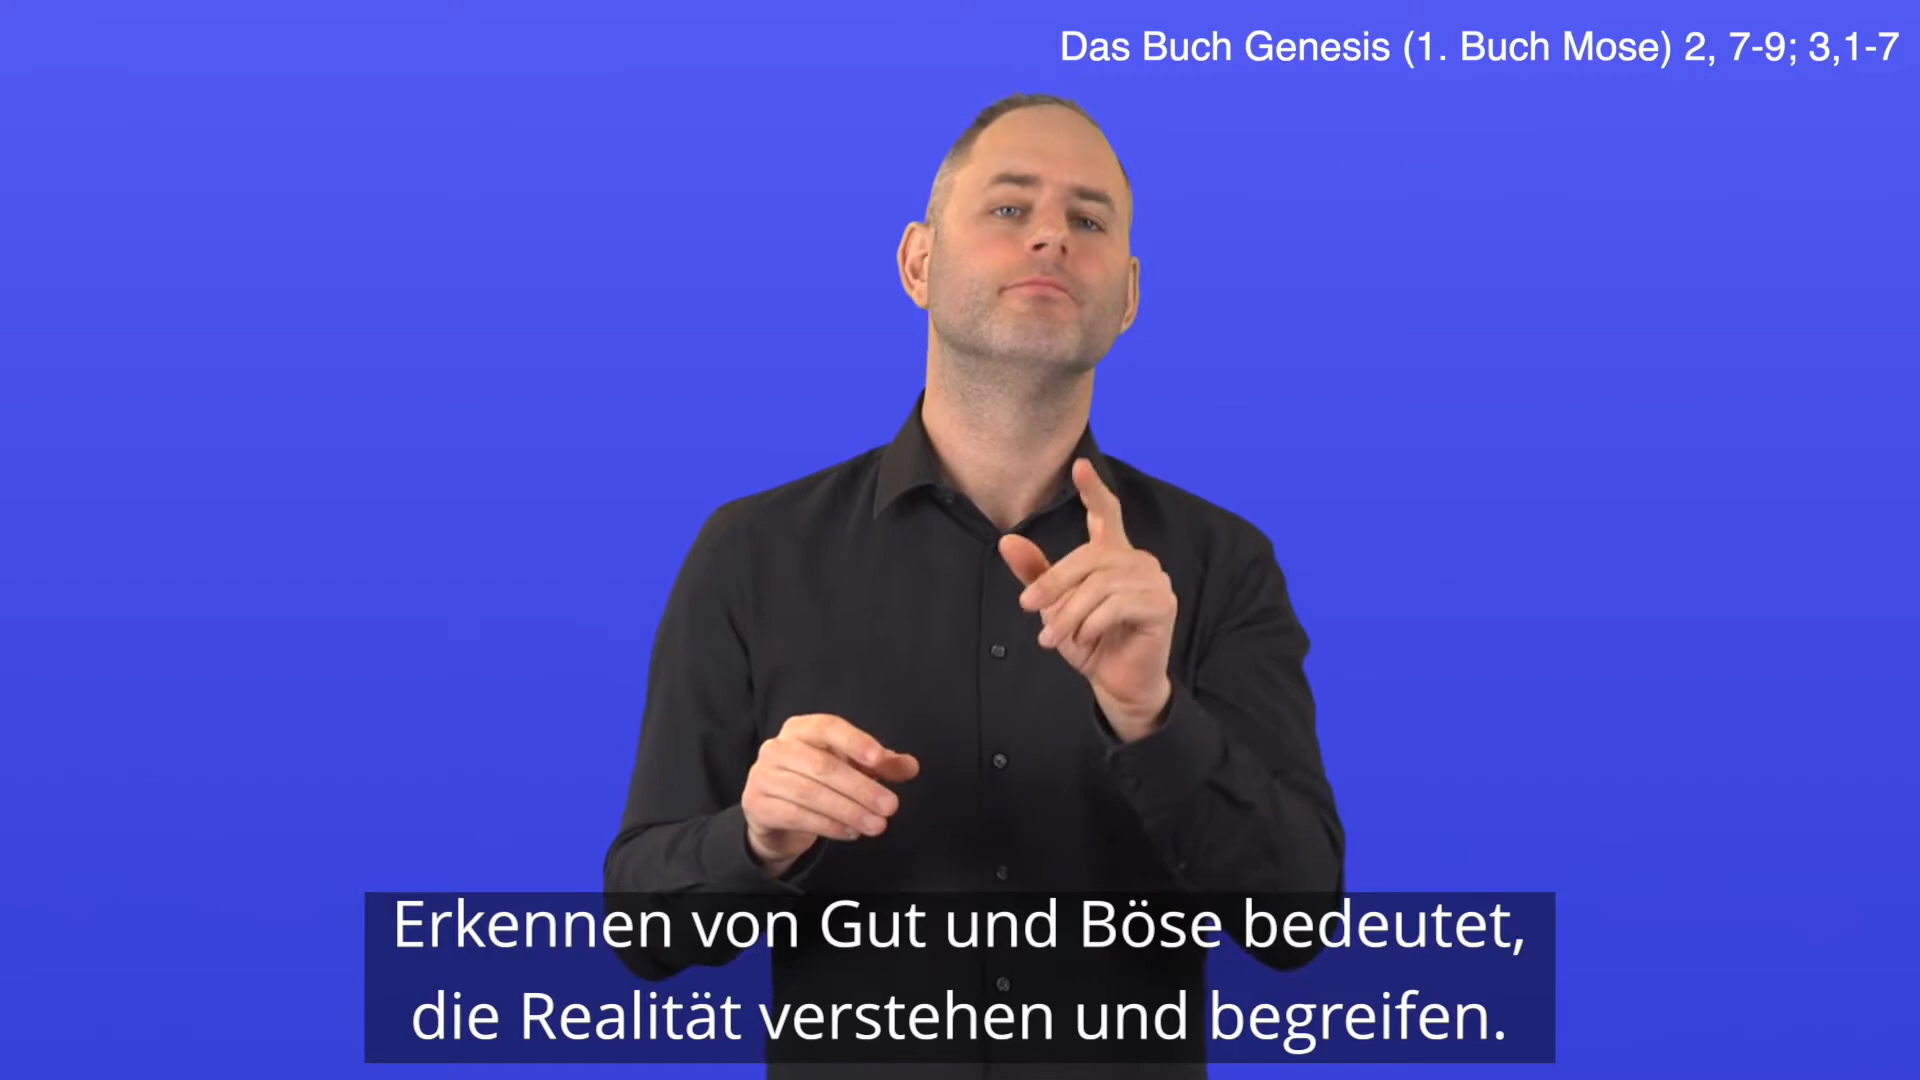 Das Buch Genesis (1. Buch Mose) 2, 7-9; 3,1-7
Erkennen von Gut und Böse bedeutet,
die Realität verstehen und begreifen.